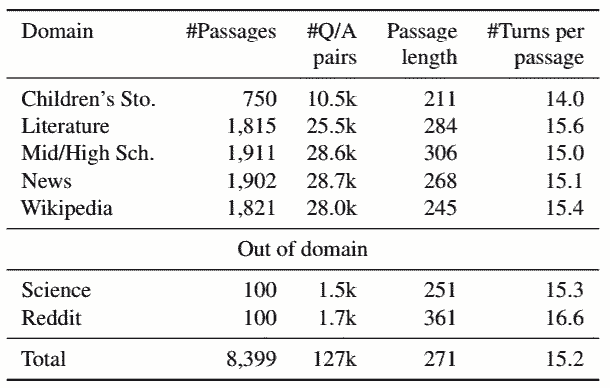 Domain #Passages #Q/A Passage #Turns per
pairs length passage
Children's Sto. 750 10.5k 211 14.0
Literature 1,815 25.5k 284 15.6
Mid/High Sch. 1,911 28.6k 306 15.0
News 1,902 28.7k 268 15.1
Wikipedia 1,821 28.0k 245 15.4
Out of domain
Science 100 1.5k 251 15.3
Reddit 100 1.7k 361 16.6
Total 8,399 127k 271 15.2